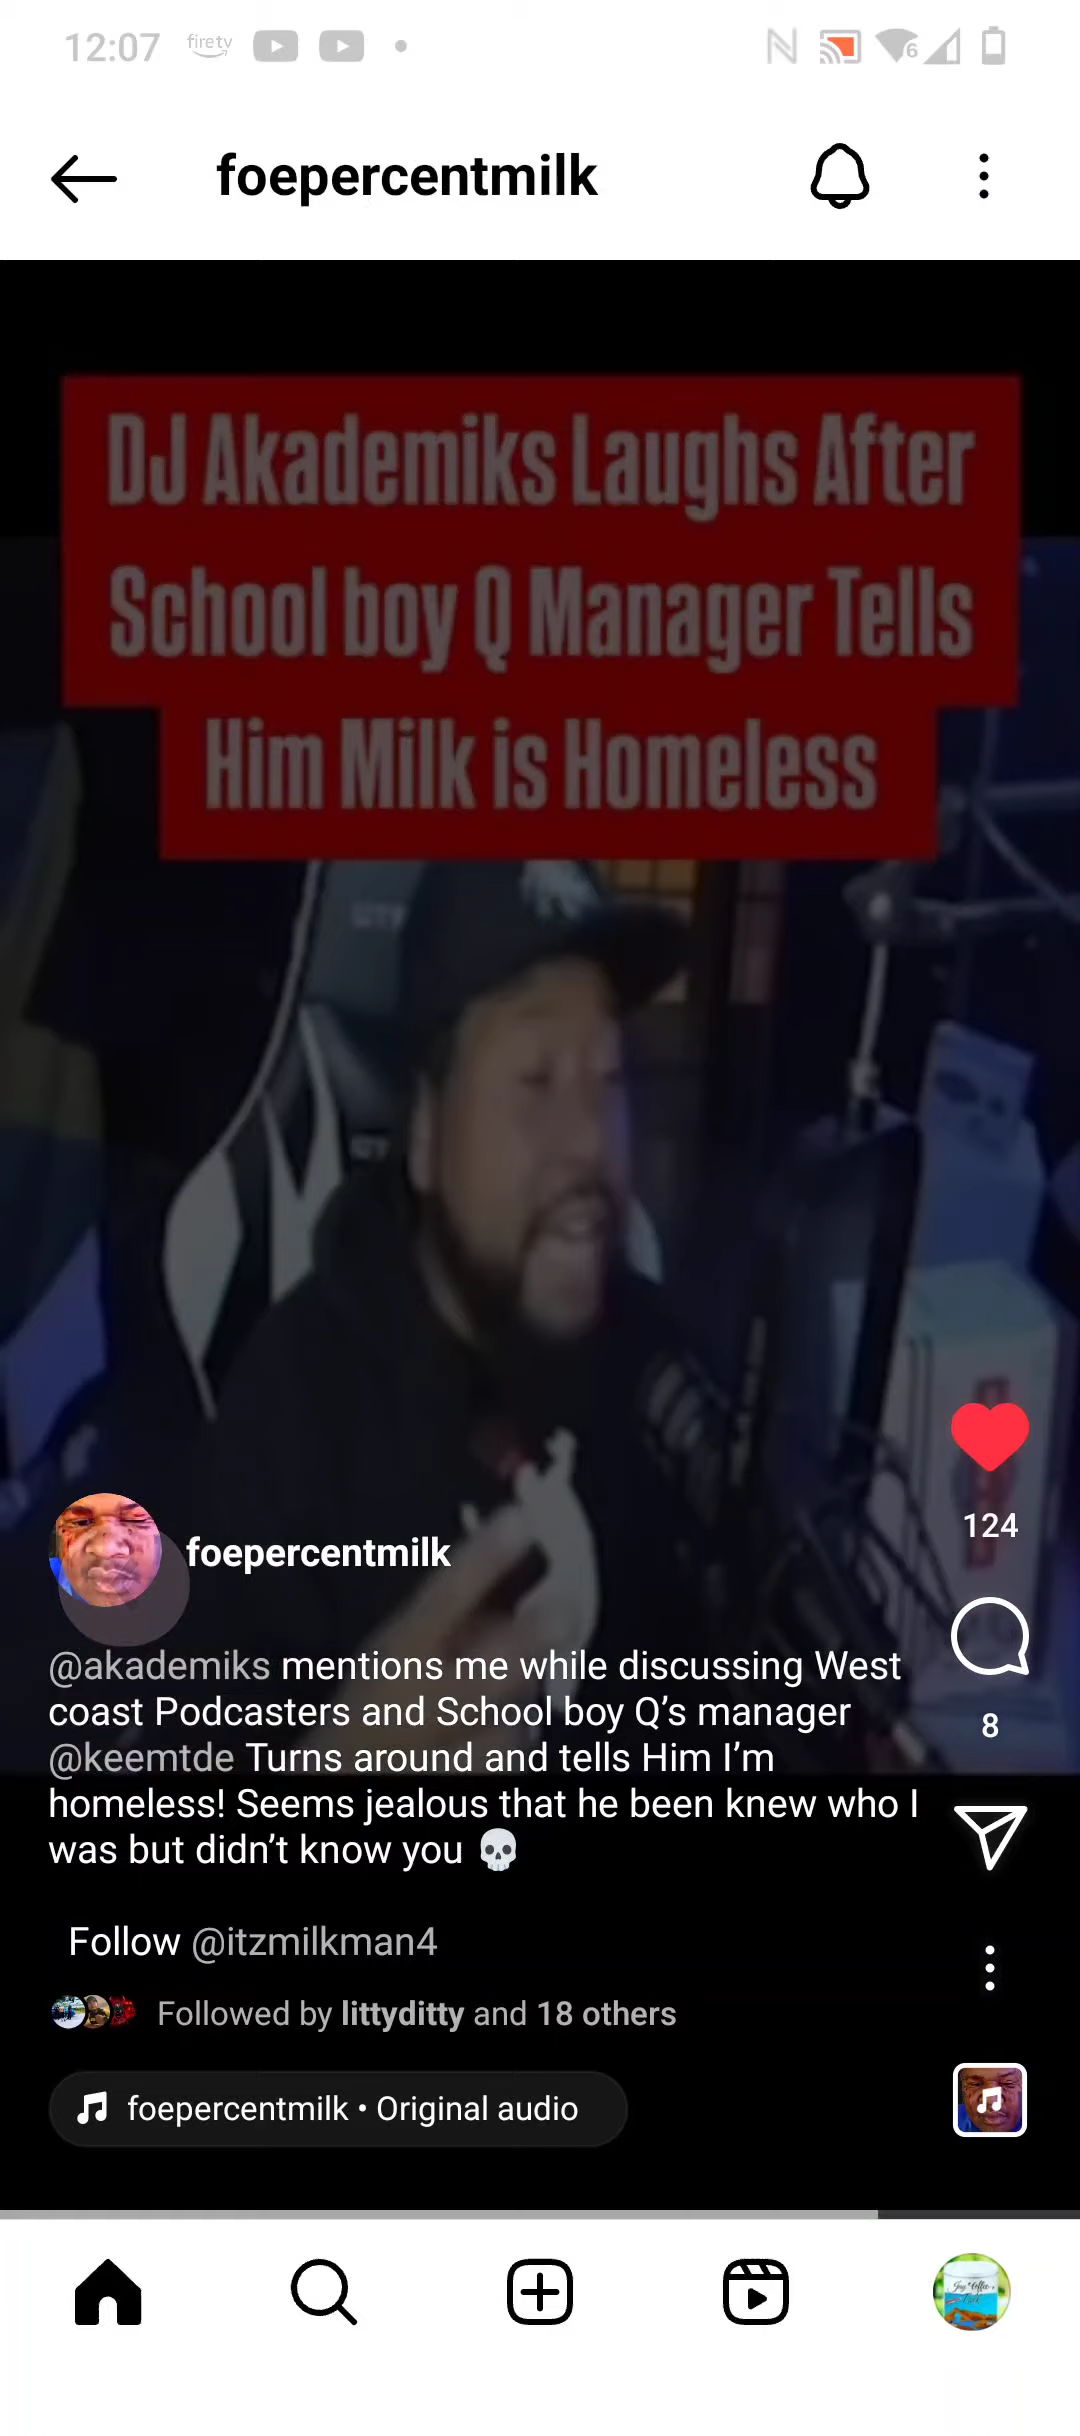 12:07 firetv
6
foepercentmilk
DJ Akademiks Laughs After
School boy Q Manager Tells
Him Milk is Homeless
124
foepercentmilk
@akademiks mentions me while discussing West
coast Podcasters and School boy Q’s manager
8
@keemtde Turns around and tells Him I’m
homeless! Seems jealous that he been knew who I
was but didn’t know you 💀
Follow @itzmilkman4
Followed by littyditty and 18 others
foepercentmilk • Original audio